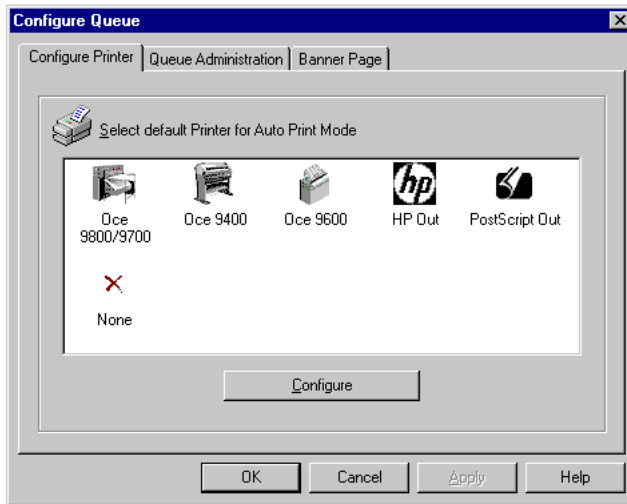 Configure Queue
Configure Printer Queue Administration Banner Page
Select default Printer for Auto Print Mode
hp
Oce 9800/9700 Oce 9400 Oce 9600 HP Out PostScript Out
None
Configure
OK Cancel Apply Help